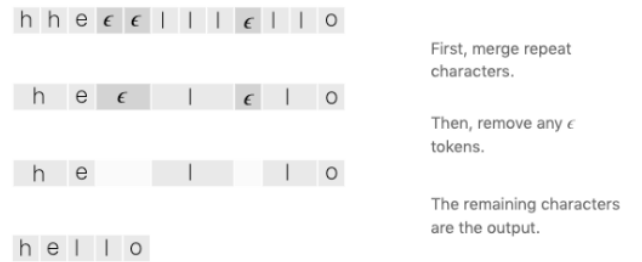 h h e ϵ ϵ l l l ϵ l l o
First, merge repeat
characters.
h e ϵ l ϵ l o
Then, remove any ϵ
tokens.
h e l l o
The remaining characters
are the output.
h e l l o